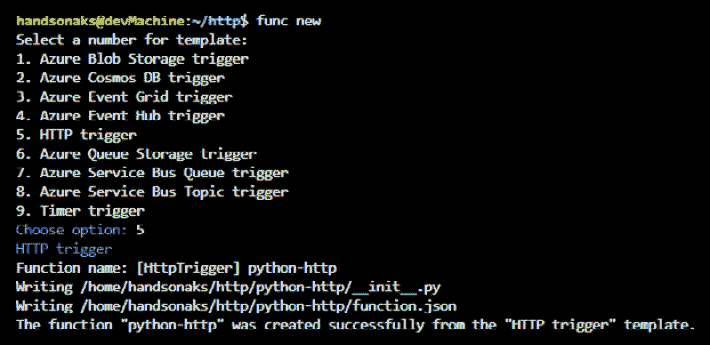 handsonaks@devMachine:~/http$ func new
Select a number for template:
1. Azure Blob Storage trigger
2. Azure Cosmos DB trigger
3. Azure Event Grid trigger
4. Azure Event Hub trigger
5. HTTP trigger
6. Azure Queue Storage trigger
7. Azure Service Bus Queue trigger
8. Azure Service Bus Topic trigger
9. Timer trigger
Choose option: 5
HTTP trigger
Function name: [HttpTrigger] python-http
Writing /home/handsonaks/http/python-http/__init__.py
Writing /home/handsonaks/http/python-http/function.json
The function "python-http" was created successfully from the "HTTP trigger" template.